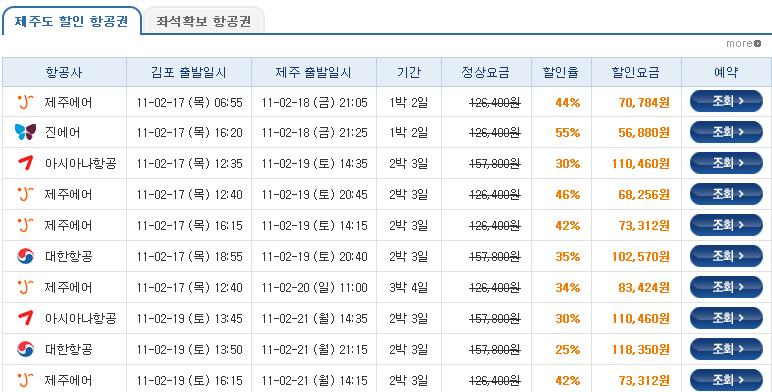 제주도 할인 항공권 좌석확보 항공권
more
항공사 김포 출발일시 제주 출발일시 기간 정상요금 할인율 할인요금 예약
제주에어 11-02-17 (목) 06:55 11-02-18 (금) 21:05 1박 2일 126,400원 44% 70,784원 조회
진에어 11-02-17 (목) 16:20 11-02-18 (금) 21:25 1박 2일 126,400원 55% 56,880원 조회
아시아나항공 11-02-17 (목) 12:35 11-02-19 (토) 14:35 2박 3일 157,800원 30% 110,460원 조회
제주에어 11-02-17 (목) 12:40 11-02-19 (토) 20:45 2박 3일 126,400원 46% 68,256원 조회
제주에어 11-02-17 (목) 16:15 11-02-19 (토) 14:15 2박 3일 126,400원 42% 73,312원 조회
대한항공 11-02-17 (목) 18:55 11-02-19 (토) 20:40 2박 3일 157,800원 35% 102,570원 조회
제주에어 11-02-17 (목) 12:40 11-02-20 (일) 11:00 3박 4일 126,400원 34% 83,424원 조회
아시아나항공 11-02-19 (토) 13:45 11-02-21 (월) 14:35 2박 3일 157,800원 30% 110,460원 조회
대한항공 11-02-19 (토) 13:50 11-02-21 (월) 21:15 2박 3일 157,800원 25% 118,350원 조회
제주에어 11-02-19 (토) 16:15 11-02-21 (월) 14:15 2박 3일 126,400원 42% 73,312원 조회